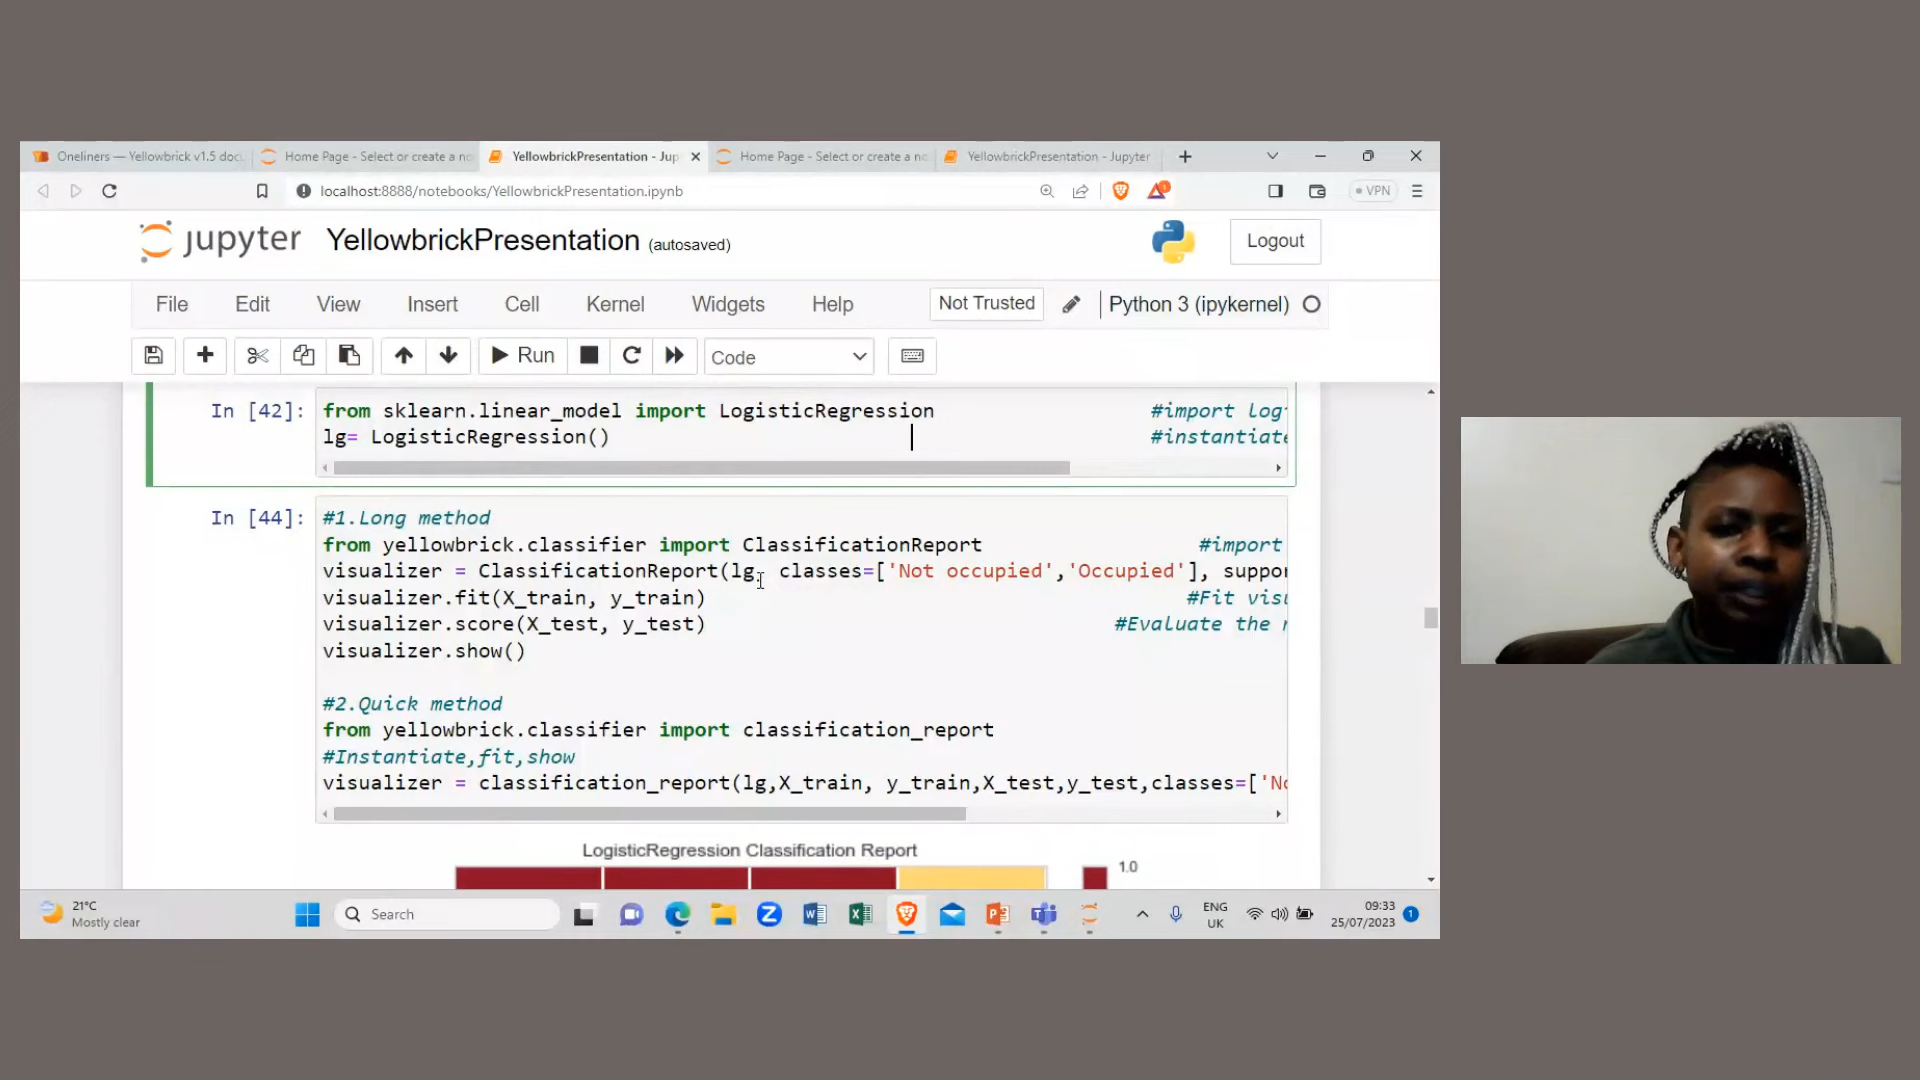 Oneliners — Yellowbrick v1.5 docu
Home Page - Select or create a no
YellowbrickPresentation - Jup
Home Page - Select or create a no
YellowbrickPresentation - Jupyter
localhost:8888/notebooks/YellowbrickPresentation.ipynb
VPN
jupyter YellowbrickPresentation (autosaved)
Logout
File Edit View Insert Cell Kernel Widgets Help
Not Trusted
Python 3 (ipykernel)
Run
Code
In [42]: from sklearn.linear_model import LogisticRegression #import log
lg= LogisticRegression() #instantiate
In [44]: #1.Long method
from yellowbrick.classifier import ClassificationReport #import
visualizer = ClassificationReport(lg, classes=['Not occupied','Occupied'], suppo
visualizer.fit(X_train, y_train) #Fit visu
visualizer.score(X_test, y_test) #Evaluate the
visualizer.show()
#2.Quick method
from yellowbrick.classifier import classification_report
#Instantiate,fit,show
visualizer = classification_report(lg,X_train, y_train,X_test,y_test,classes=['No
LogisticRegression Classification Report
1.0
21°C
Mostly clear
Search
ENG
UK
09:33
25/07/2023
1